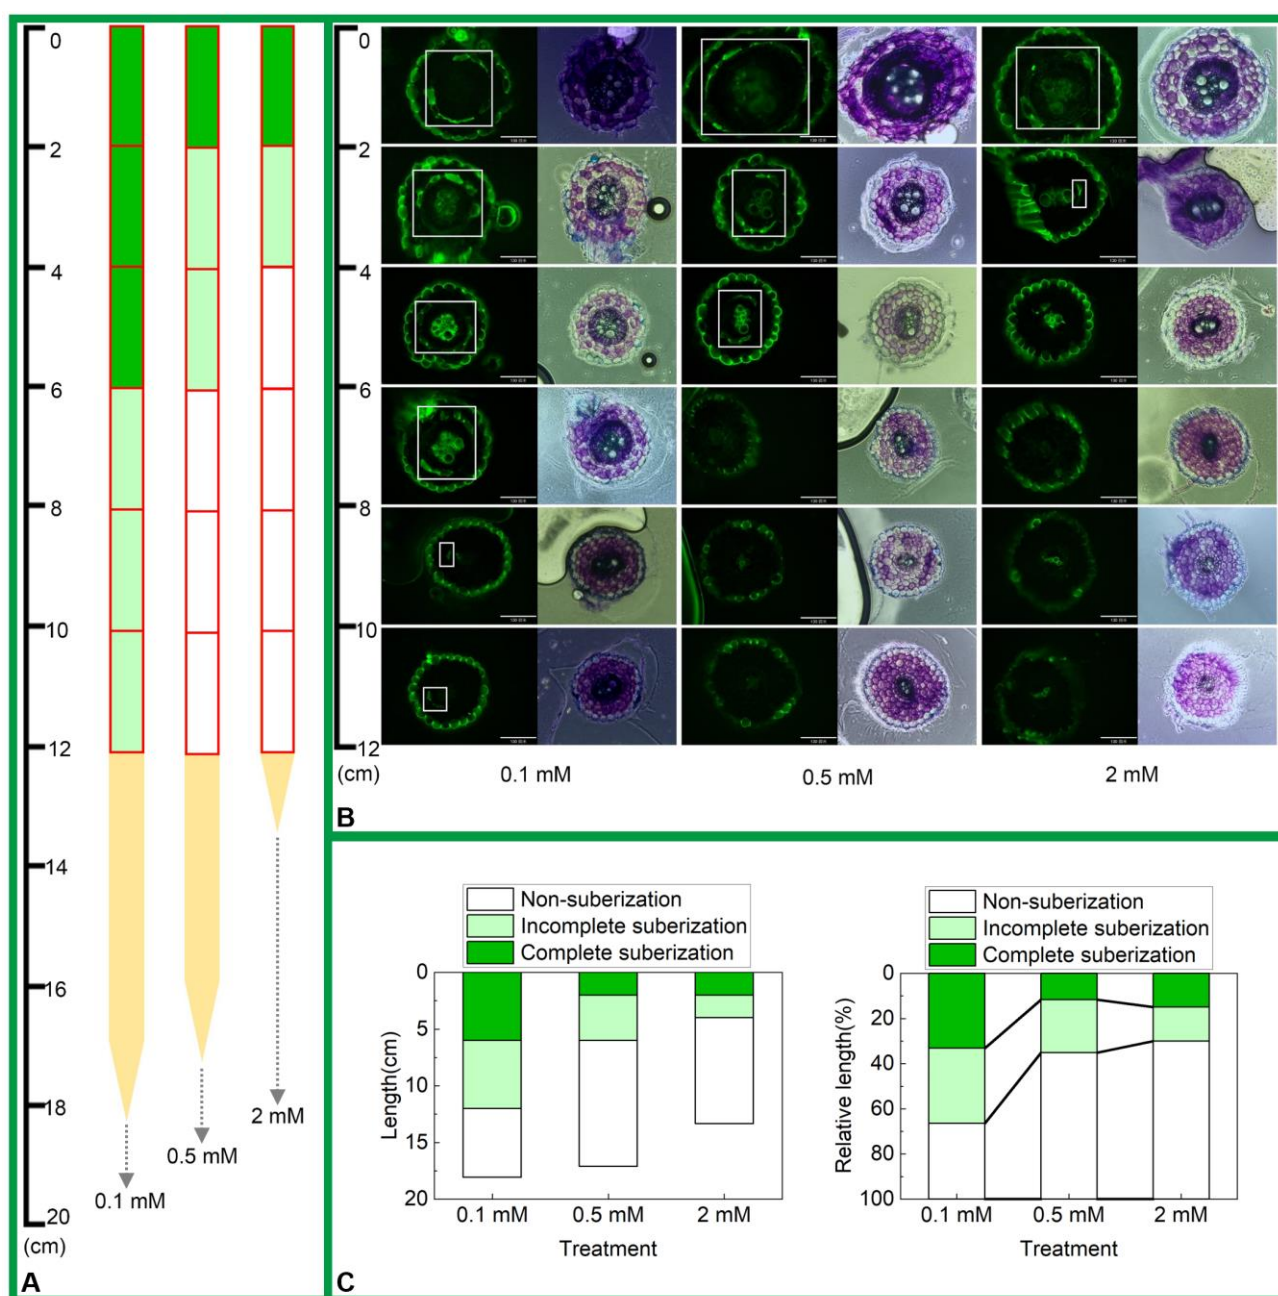 0
2
4
6
8
10
12
14
16
18
20
(cm)
0.1 mM
0.5 mM
2 mM
A
0
2
4
6
8
10
12
(cm)
0.1 mM
0.5 mM
2 mM
B
Non-suberization
Incomplete suberization
Complete suberization
0
5
10
15
20
Length(cm)
0.1 mM
0.5 mM
2 mM
Treatment
Non-suberization
Incomplete suberization
Complete suberization
0
20
40
60
80
100
Relative length(%)
0.1 mM
0.5 mM
2 mM
Treatment
C